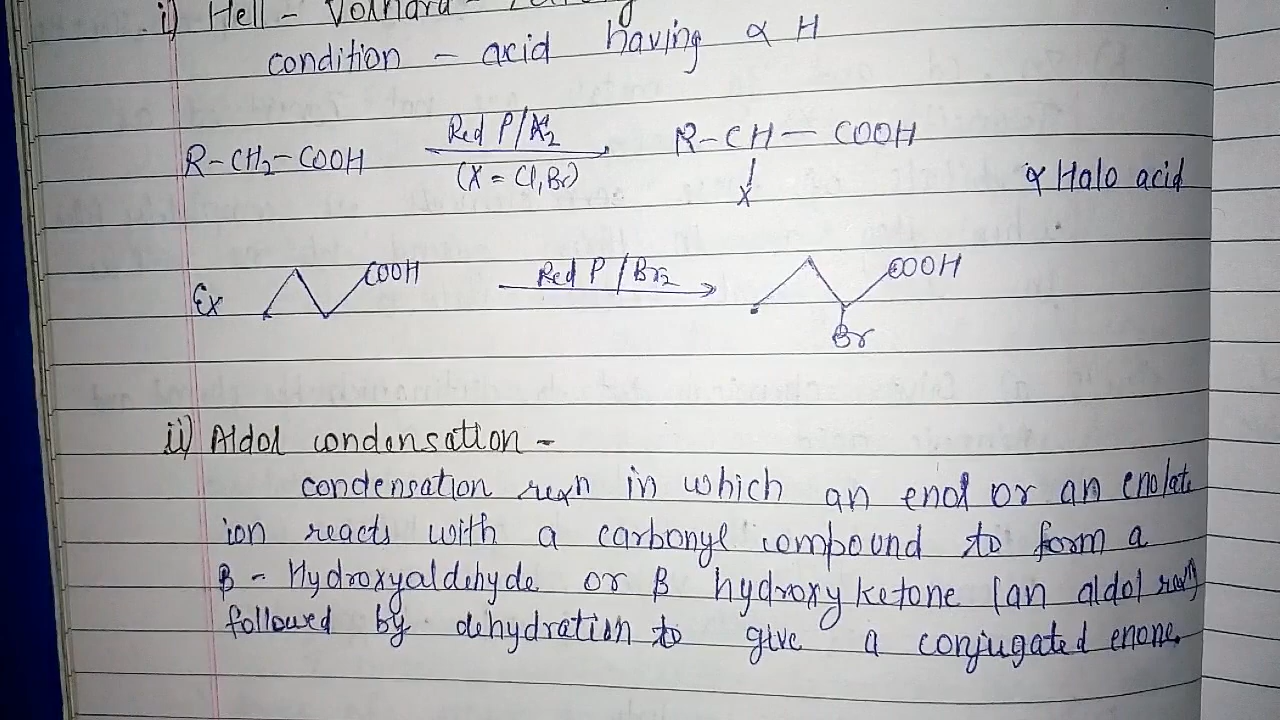 i) Hell - Volhard -
condition - acid having α H
R-CH2-COOH Red P/X2 (X = Cl, Br) R-CH-COOH
X
α Halo acid
Ex COOH Red P/Br2 COOH
Br
ii) Aldol condensation -
condensation rexn in which an enol or an enolate
ion reacts with a carbonyl compound to form a
β - Hydroxyaldehyde or β hydroxy ketone (an aldol rexn)
followed by dehydration to give a conjugated enone.